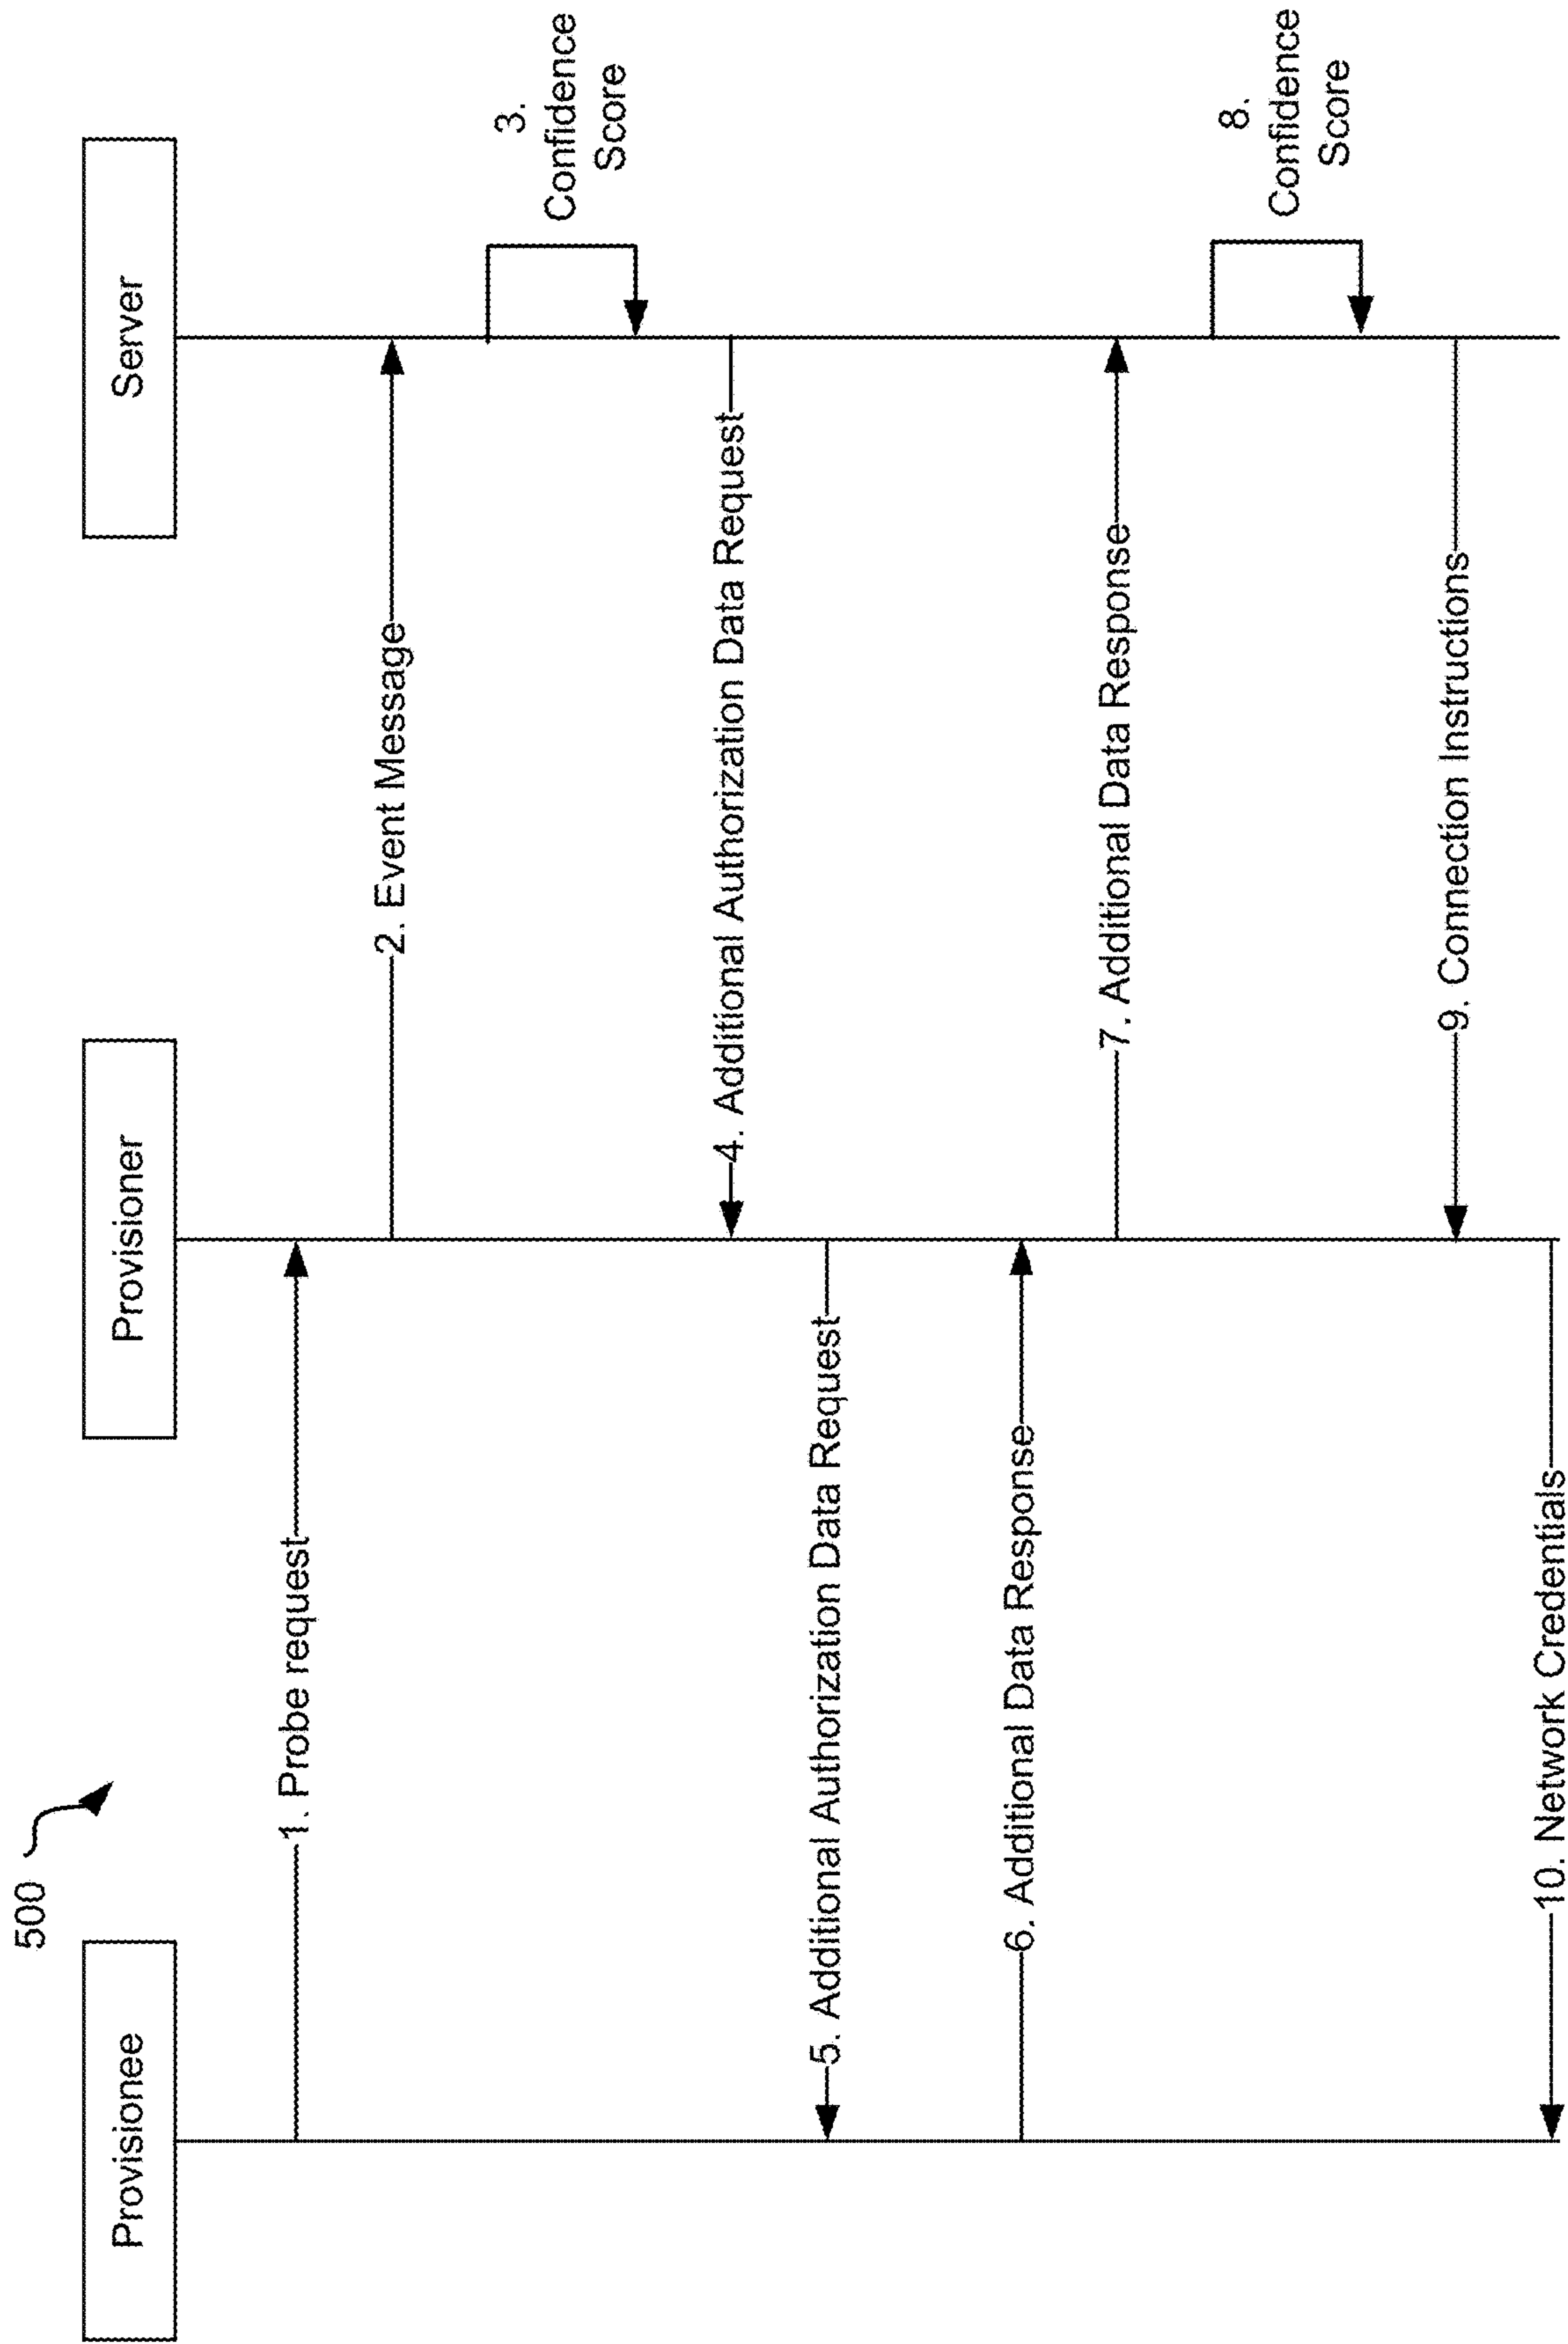 500
Provisionee
Provisioner
Server
1. Probe request
2. Event Message
3.
Confidence
Score
4. Additional Authorization Data Request
5. Additional Authorization Data Request
6. Additional Data Response
7. Additional Data Response
8.
Confidence
Score
9. Connection Instructions
10. Network Credentials